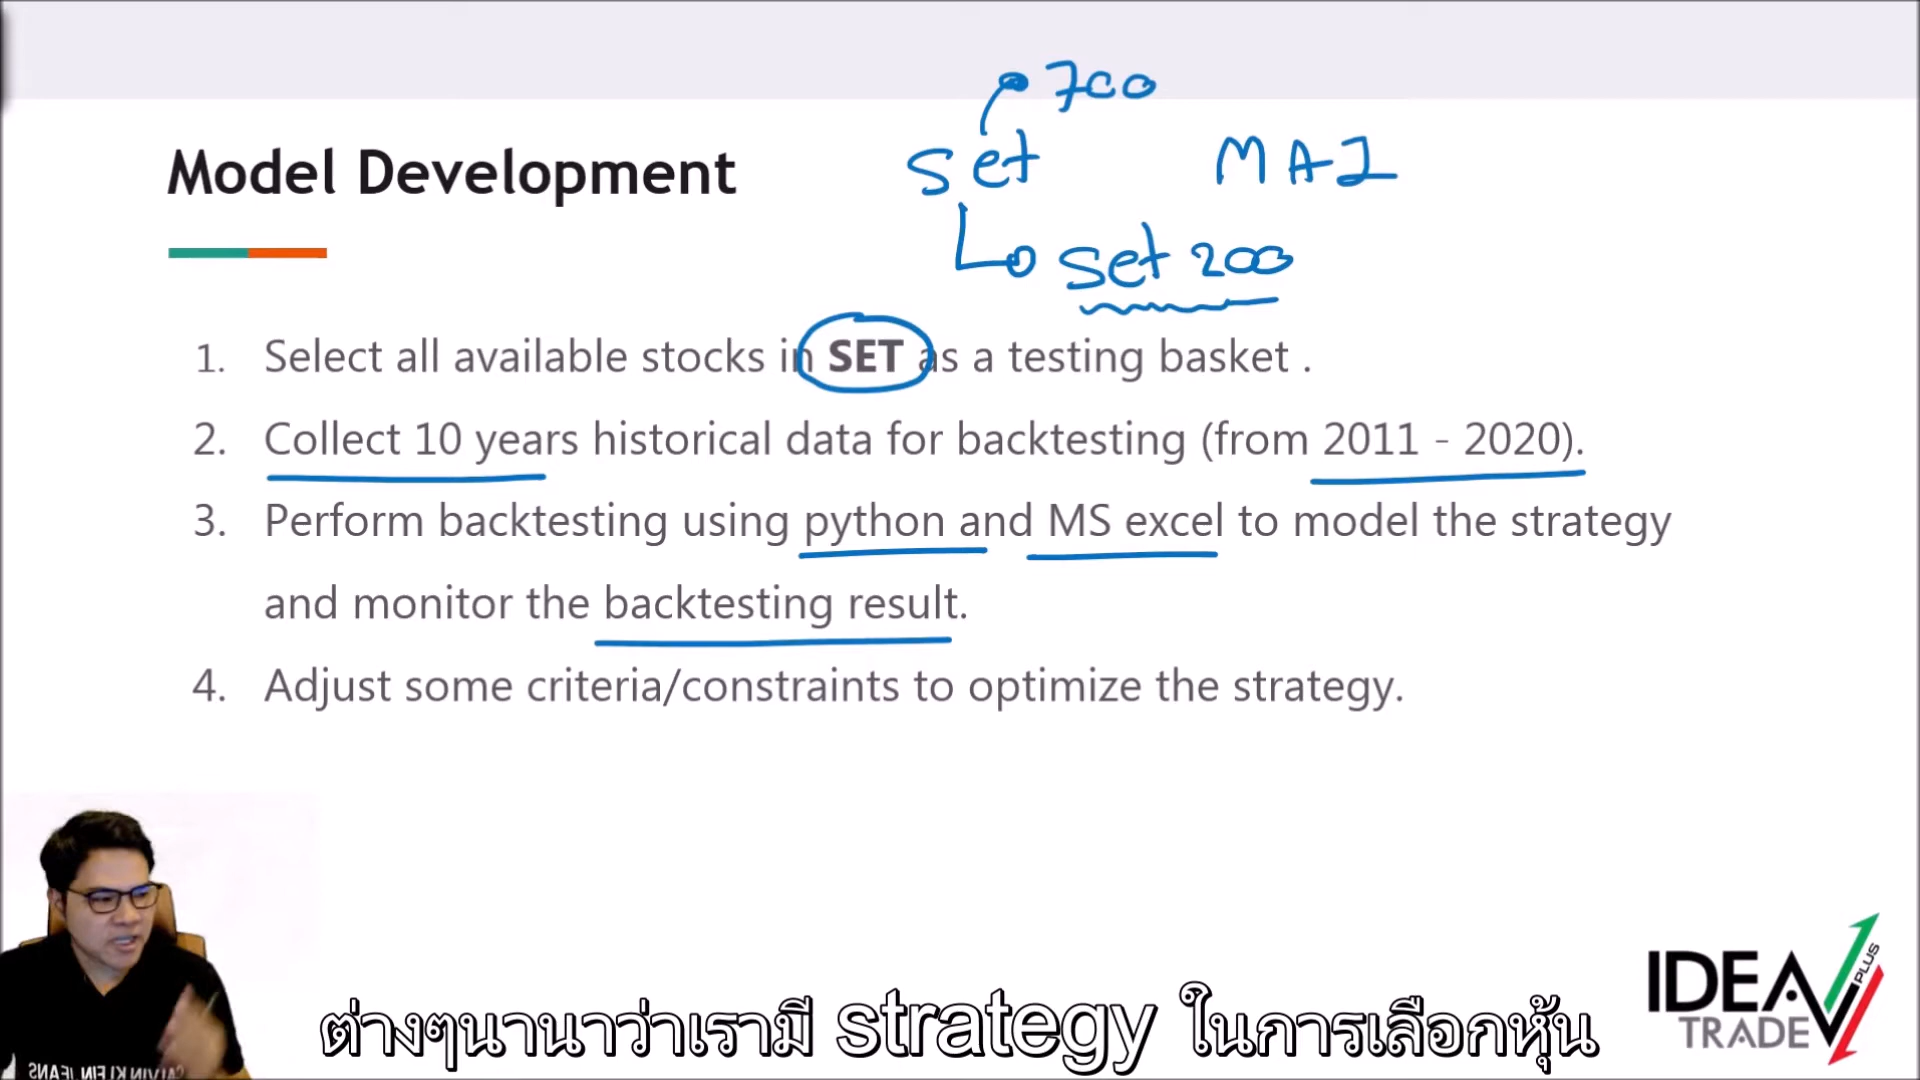 700
set MAI
set 200
Model Development
1. Select all available stocks in SET as a testing basket .
2. Collect 10 years historical data for backtesting (from 2011 - 2020).
3. Perform backtesting using python and MS excel to model the strategy
and monitor the backtesting result.
4. Adjust some criteria/constraints to optimize the strategy.
IDEA
TRADE
PLUS
ต่างๆนานาว่าเรามี strategy ในการเลือกหุ้น
CALVIN KLEIN JEANS